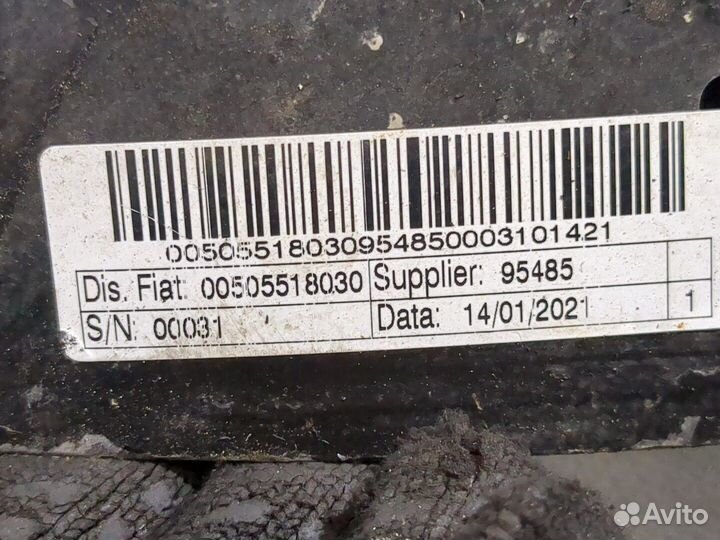 00505518030954850003101421
Dis. Fiat: 00505518030 Supplier: 95485
S/N: 00031 Data: 14/01/2021 1
Avito